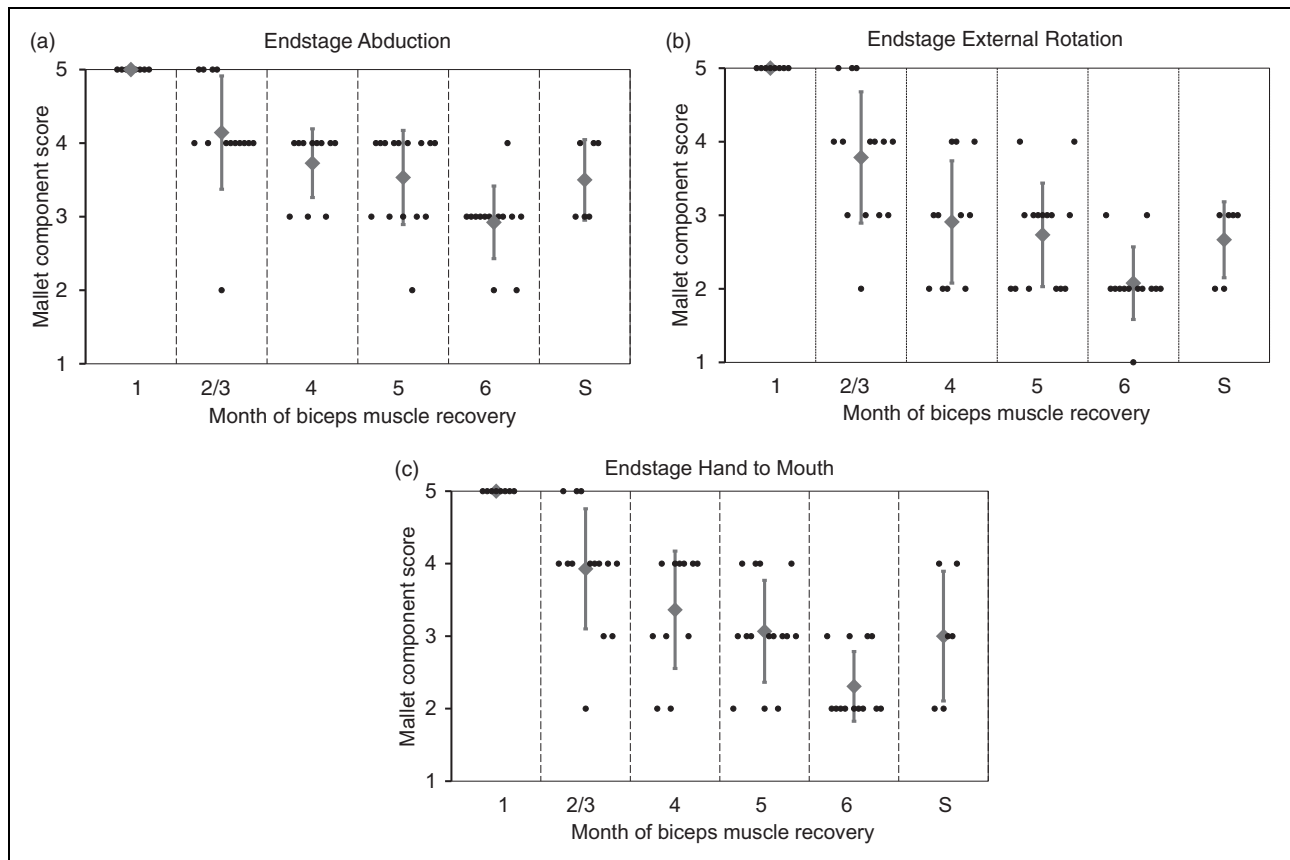 (a)
Endstage Abduction
Mallet component score
5
4
3
2
1
1 2/3 4 5 6 S
Month of biceps muscle recovery
(b)
Endstage External Rotation
Mallet component score
5
4
3
2
1
1 2/3 4 5 6 S
Month of biceps muscle recovery
(c)
Endstage Hand to Mouth
Mallet component score
5
4
3
2
1
1 2/3 4 5 6 S
Month of biceps muscle recovery